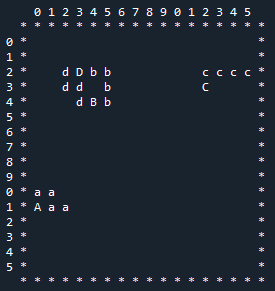 0 1 2 3 4 5 6 7 8 9 0 1 2 3 4 5
  * * * * * * * * * * * * * * * * * *
0 *                                 *
1 *                                 *
2 *     d D b b             c c c c *
3 *     d d   b             C       *
4 *       d B b                     *
5 *                                 *
6 *                                 *
7 *                                 *
8 *                                 *
9 *                                 *
0 * a a                             *
1 * A a a                           *
2 *                                 *
3 *                                 *
4 *                                 *
5 *                                 *
  * * * * * * * * * * * * * * * * * *